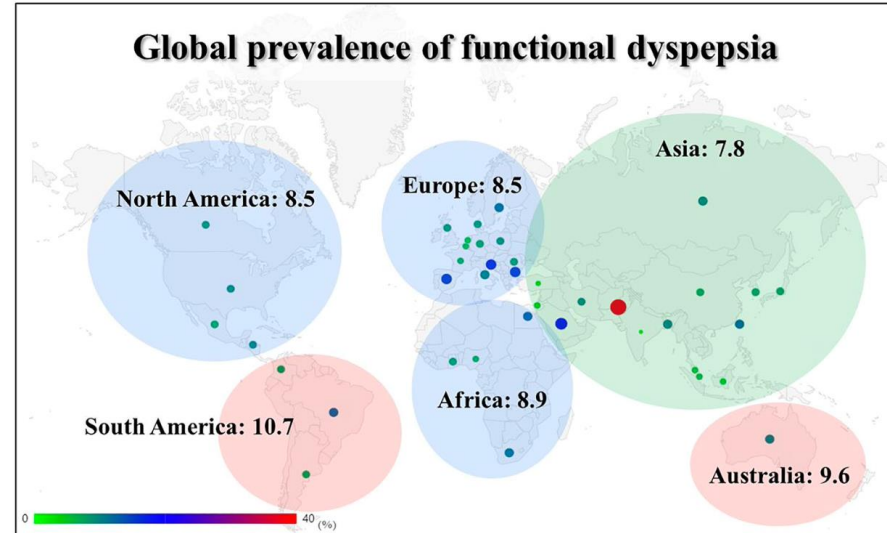 Global prevalence of functional dyspepsia
Asia: 7.8
Europe: 8.5
North America: 8.5
Africa: 8.9
South America: 10.7
Australia: 9.6
0
40
(%)